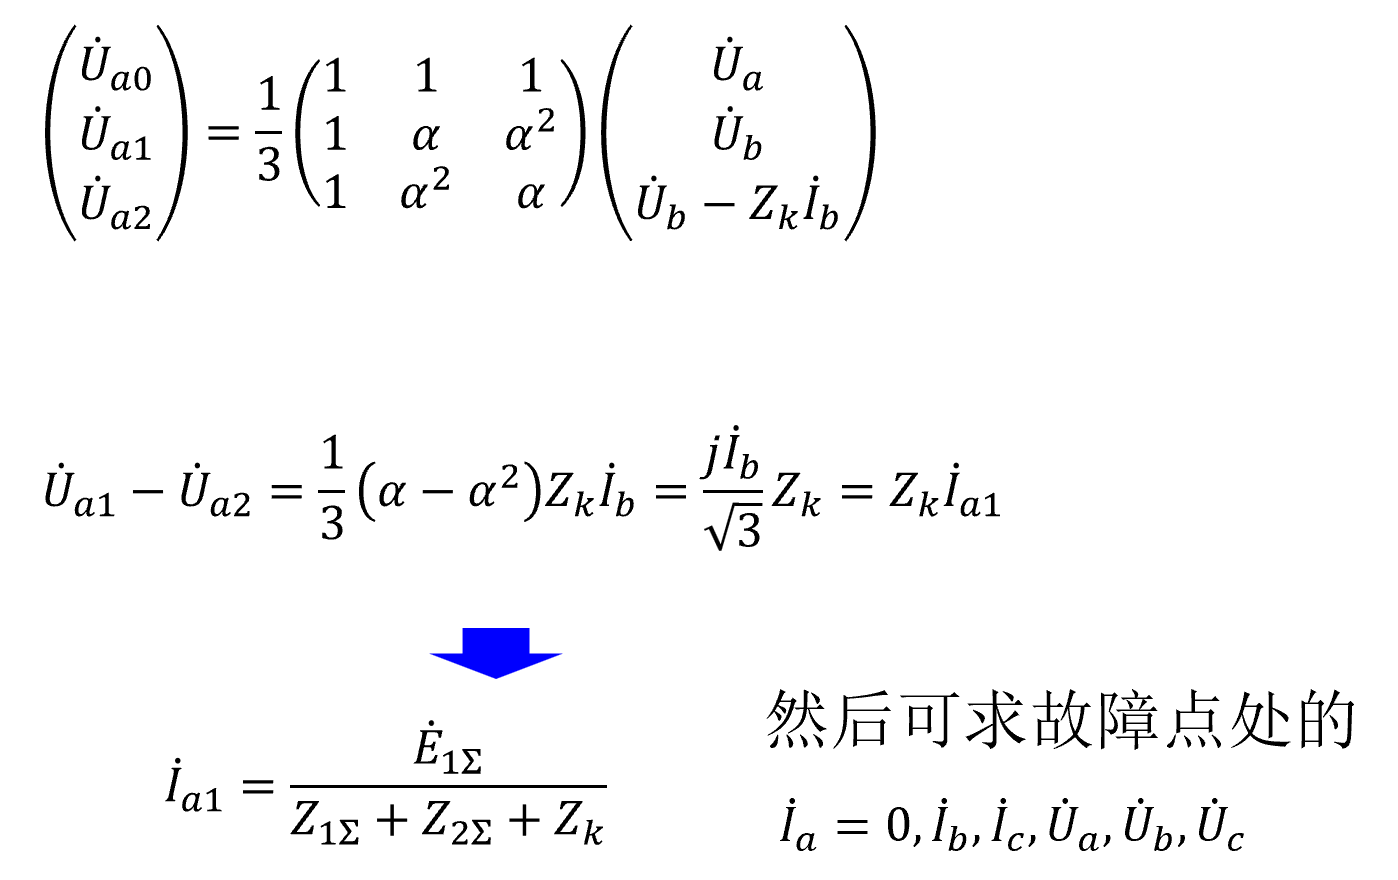 $$\begin{pmatrix} \dot{U}_{a0} \\ \dot{U}_{a1} \\ \dot{U}_{a2} \end{pmatrix} = \frac{1}{3} \begin{pmatrix} 1 & 1 & 1 \\ 1 & \alpha & \alpha^2 \\ 1 & \alpha^2 & \alpha \end{pmatrix} \begin{pmatrix} \dot{U}_a \\ \dot{U}_b \\ \dot{U}_b - Z_k \dot{I}_b \end{pmatrix}$$
$$\dot{U}_{a1} - \dot{U}_{a2} = \frac{1}{3} (\alpha - \alpha^2) Z_k \dot{I}_b = \frac{j\dot{I}_b}{\sqrt{3}} Z_k = Z_k \dot{I}_{a1}$$
$$\dot{I}_{a1} = \frac{\dot{E}_{1\Sigma}}{Z_{1\Sigma} + Z_{2\Sigma} + Z_k}$$
然后可求故障点处的
$$\dot{I}_a = 0, \dot{I}_b, \dot{I}_c, \dot{U}_a, \dot{U}_b, \dot{U}_c$$